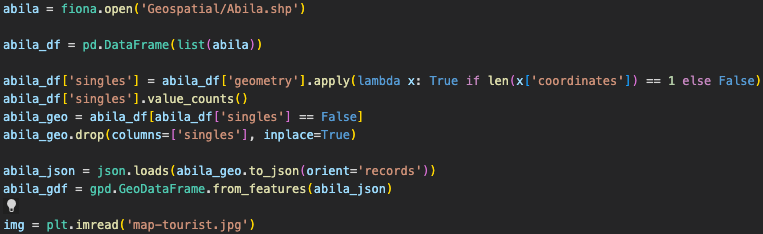 abila = fiona.open('Geospatial/Abila.shp')
abila_df = pd.DataFrame(list(abila))
abila_df['singles'] = abila_df['geometry'].apply(lambda x: True if len(x['coordinates']) == 1 else False)
abila_df['singles'].value_counts()
abila_geo = abila_df[abila_df['singles'] == False]
abila_geo.drop(columns=['singles'], inplace=True)
abila_json = json.loads(abila_geo.to_json(orient='records'))
abila_gdf = gpd.GeoDataFrame.from_features(abila_json)
img = plt.imread('map-tourist.jpg')